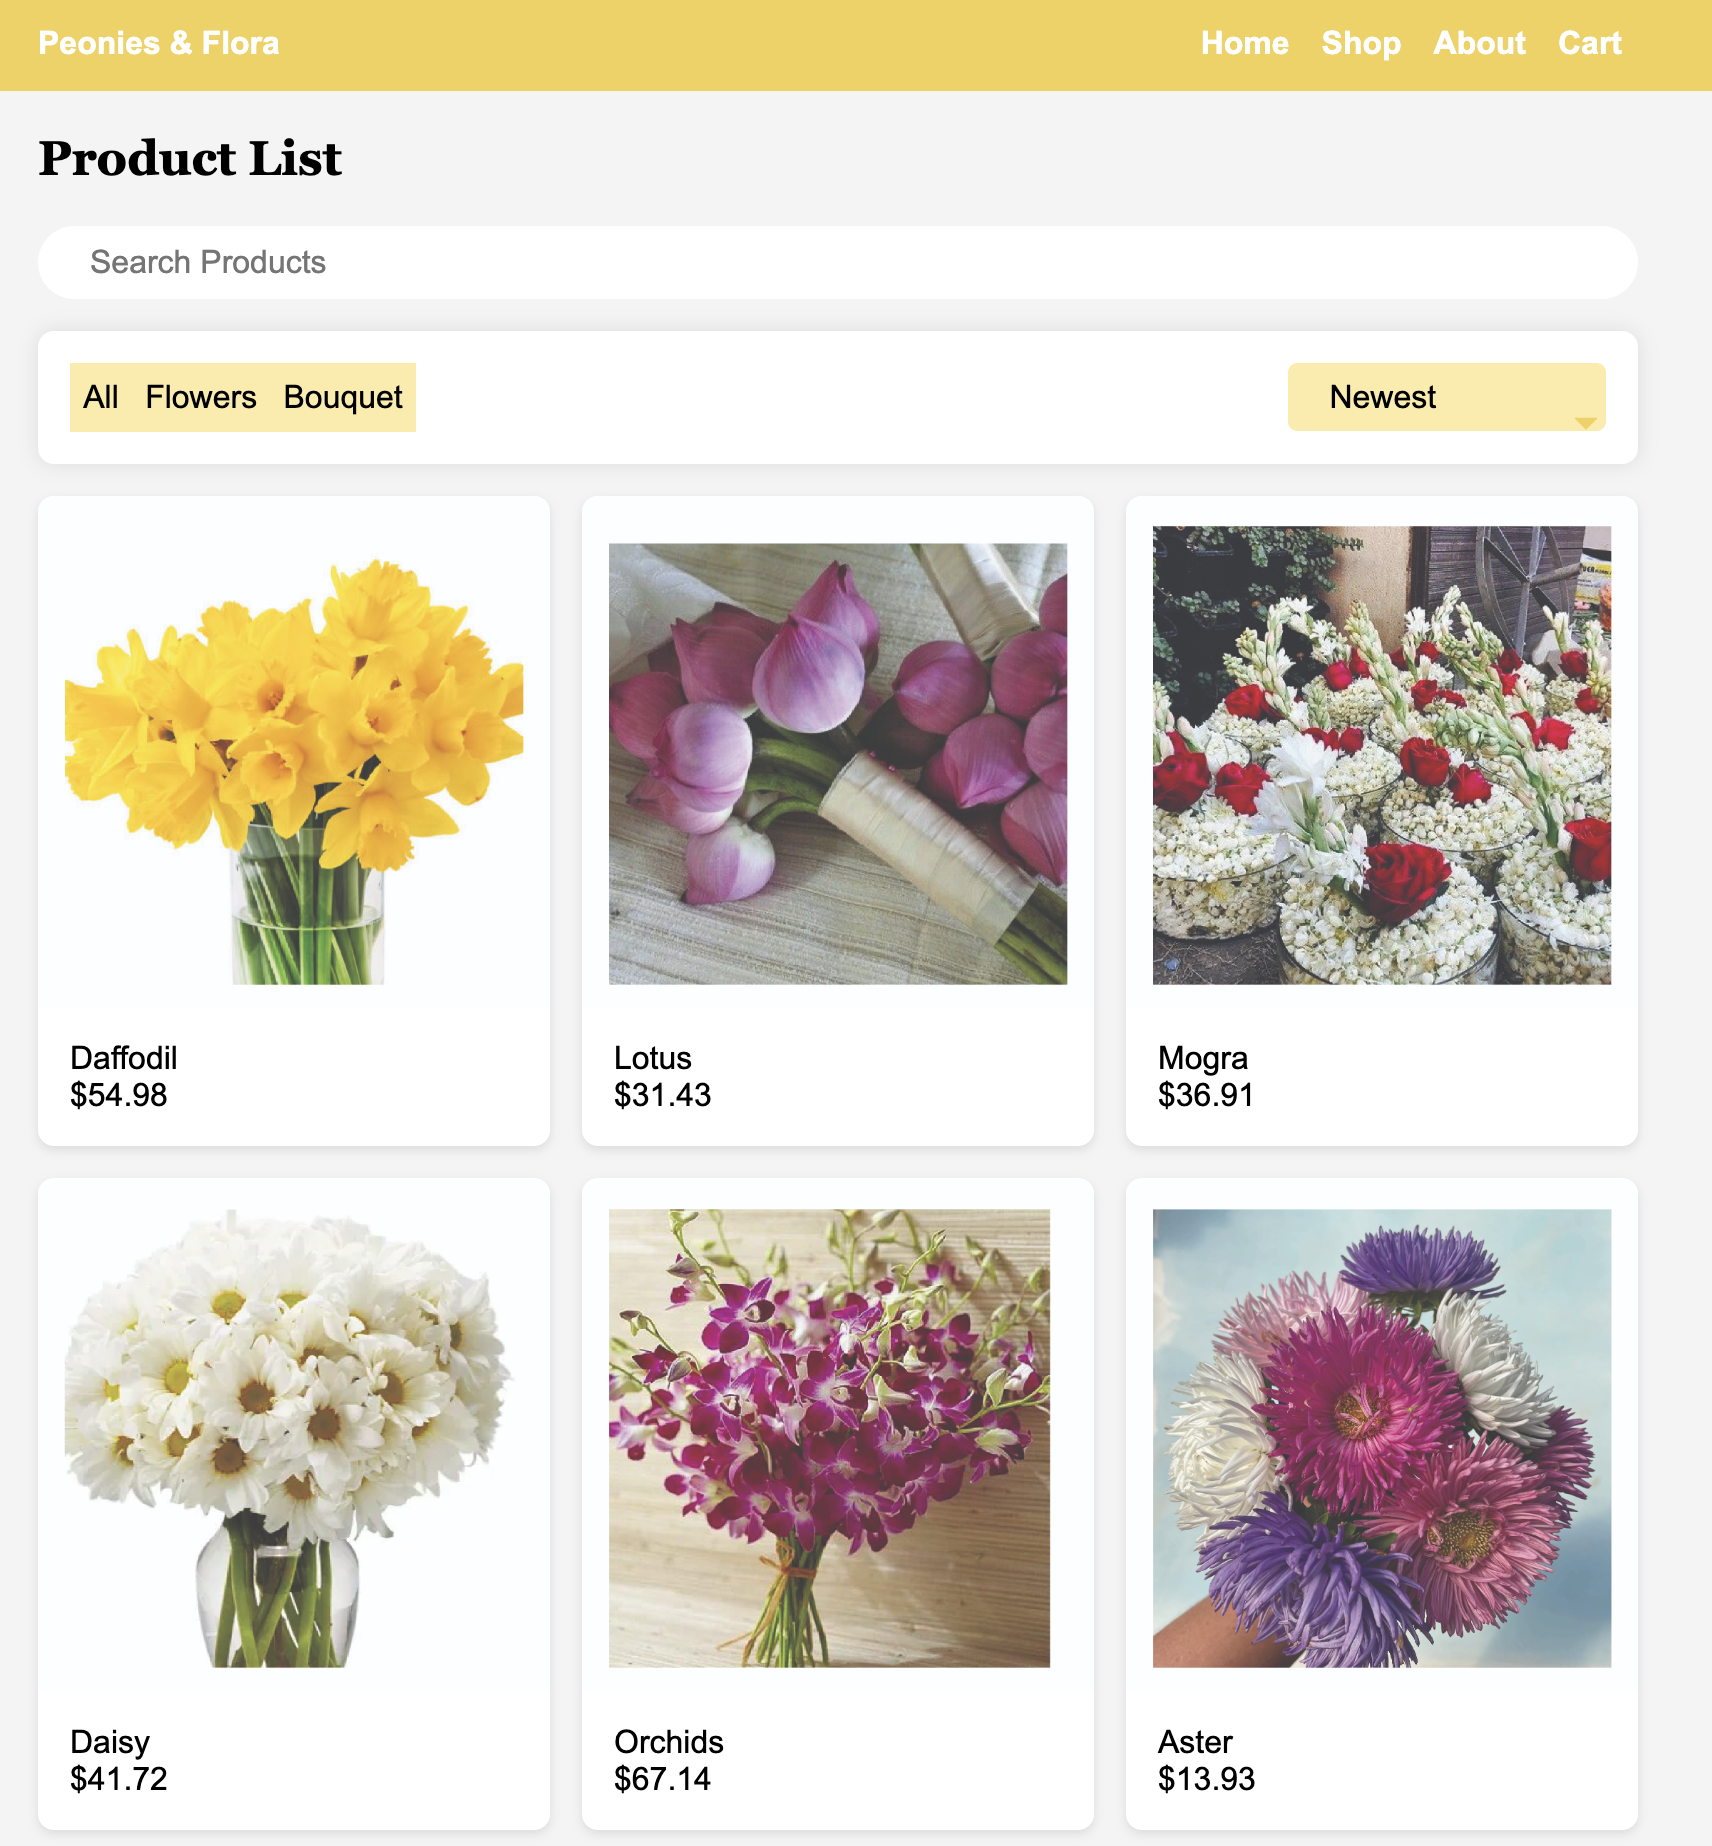 Peonies & Flora
Home Shop About Cart
Product List
Search Products
All Flowers Bouquet
Newest
Daffodil
$54.98
Lotus
$31.43
Mogra
$36.91
Daisy
$41.72
Orchids
$67.14
Aster
$13.93